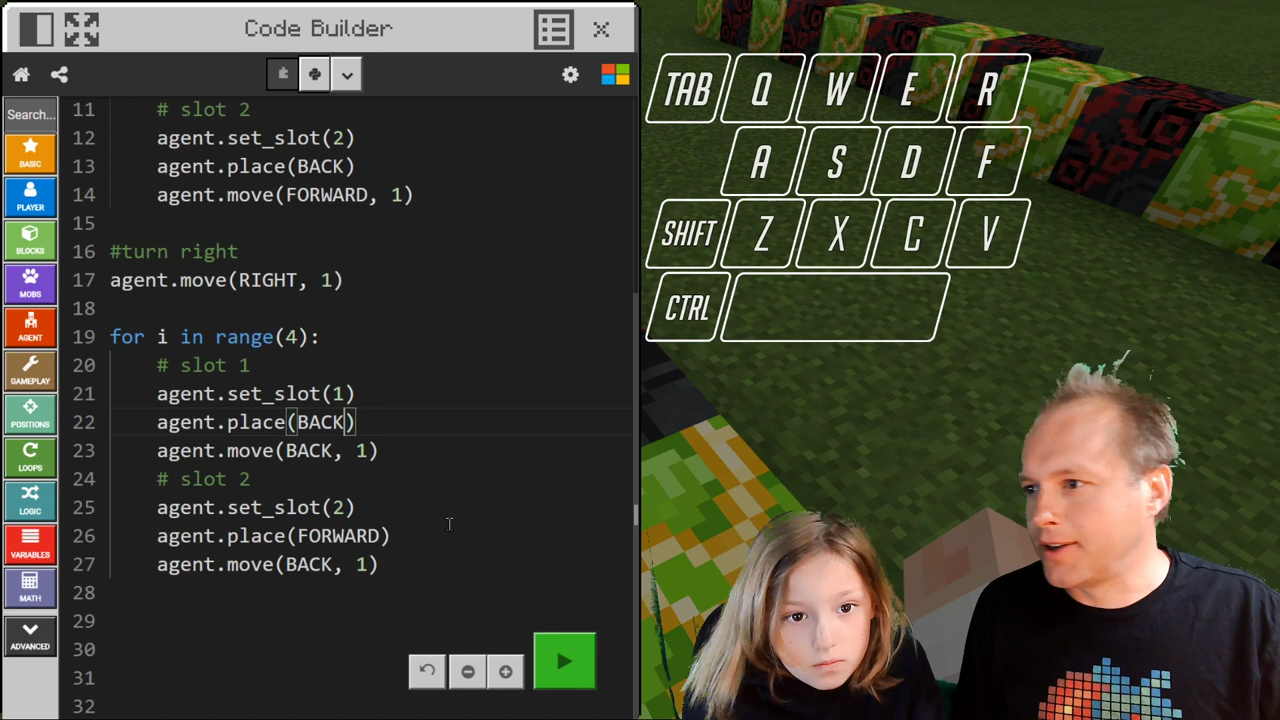 Code Builder
Search...
BASIC
PLAYER
BLOCKS
MOBS
AGENT
GAMEPLAY
POSITIONS
LOOPS
LOGIC
VARIABLES
MATH
ADVANCED
11 # slot 2
12 agent.set_slot(2)
13 agent.place(BACK)
14 agent.move(FORWARD, 1)
15
16 #turn right
17 agent.move(RIGHT, 1)
18
19 for i in range(4):
20 # slot 1
21 agent.set_slot(1)
22 agent.place(BACK)
23 agent.move(BACK, 1)
24 # slot 2
25 agent.set_slot(2)
26 agent.place(FORWARD)
27 agent.move(BACK, 1)
28
29
30
31
32
TAB Q W E R
A S D F
SHIFT Z X C V
CTRL